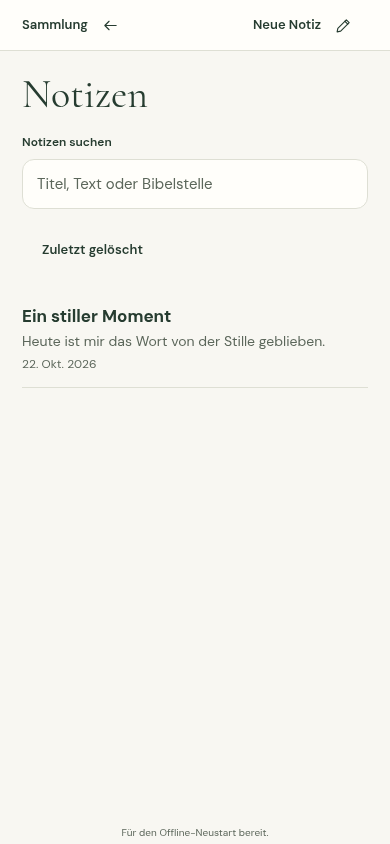 Sammlung
Neue Notiz
Notizen
Notizen suchen
Titel, Text oder Bibelstelle
Zuletzt gelöscht
Ein stiller Moment
Heute ist mir das Wort von der Stille geblieben.
22. Okt. 2026
Für den Offline-Neustart bereit.